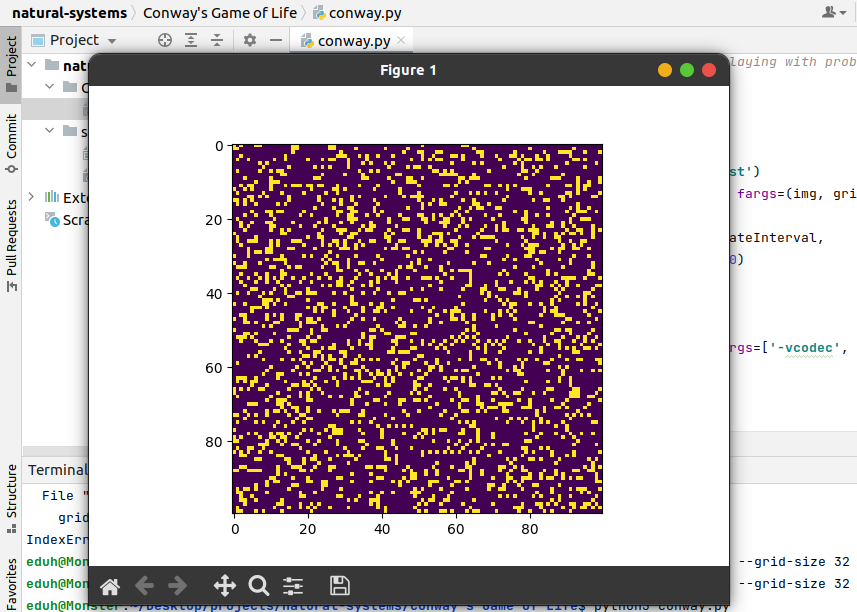 natural-systems Conway's Game of Life conway.py
Project
conway.py
Project
Commit
Pull Requests
Structure
Favorites
Figure 1
laying with prob
st')
fargs=(img, gri
ateInterval,
0)
rgs=['-vcodec',
0
20
40
60
80
0 20 40 60 80
Terminal
File "
grid
IndexErr
eduh@Mon --grid-size 32
eduh@Mon --grid-size 32
eduh@Monster:~/Desktop/projects/natural-systems/Conway's Game of Life$ python3 conway.py